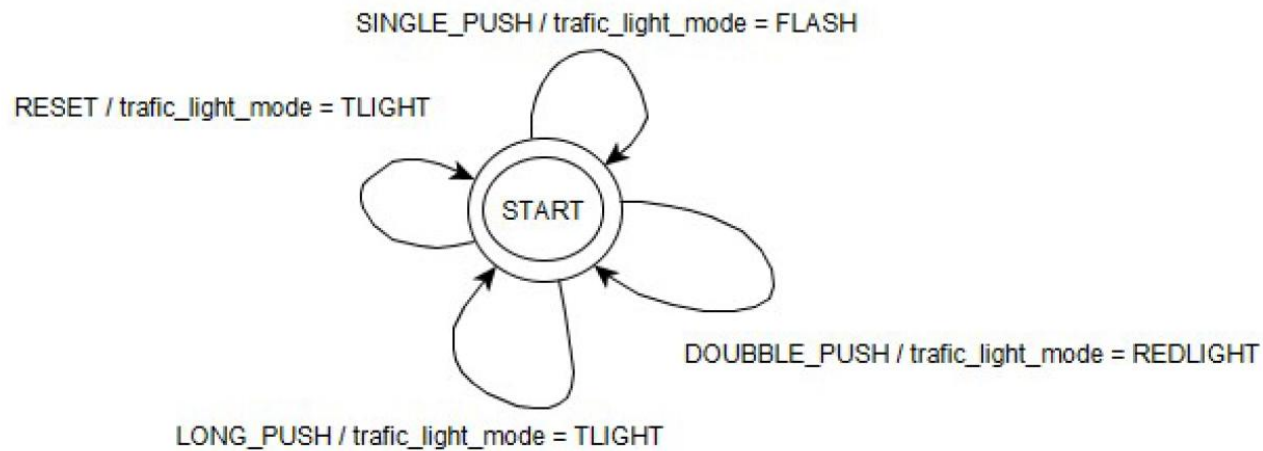 SINGLE_PUSH / trafic_light_mode = FLASH
RESET / trafic_light_mode = TLIGHT
START
DOUBBLE_PUSH / trafic_light_mode = REDLIGHT
LONG_PUSH / trafic_light_mode = TLIGHT